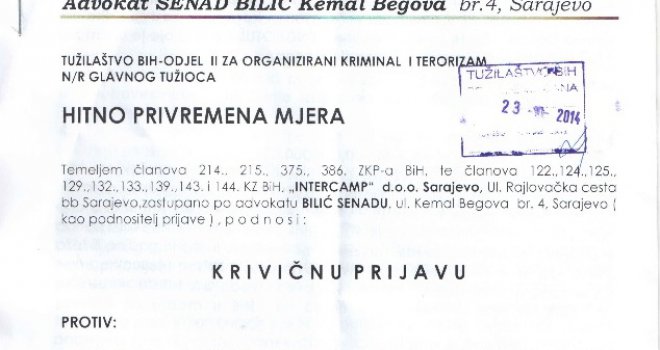 Advokat SENAD BILIĆ Kemal Begova br.4, Sarajevo
TUŽILAŠTVO BIH-ODJEL II ZA ORGANIZIRANI KRIMINAL I TERORIZAM
N/R GLAVNOG TUŽIOCA
TUŽILAŠTVO BIH
23 2014
HITNO PRIVREMENA MJERA
Temeljem članova 214., 215., 375., 386. ZKP-a BiH, te članova 122.,124.,125.,
129.,132.,133.,139.,143. i 144. KZ BiH, „INTERCAMP" d.o.o. Sarajevo, Ul. Rajlovačka cesta
bb Sarajevo,zastupano po advokatu BILIĆ SENADU, ul. Kemal Begova br. 4, Sarajevo (
kao podnositelj prijave ) , p o d n o s i :
K R I V I Č N U P R I J A V U
PROTIV: